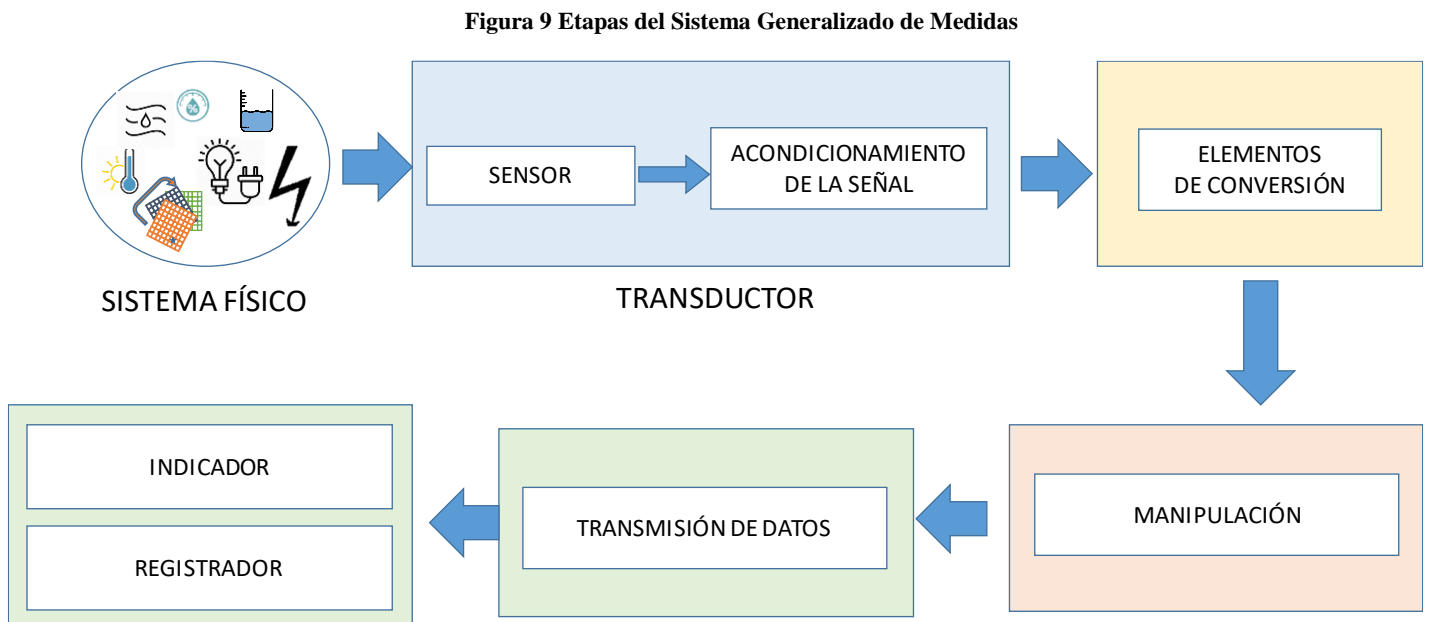 Figura 9 Etapas del Sistema Generalizado de Medidas
SENSOR
ACONDICIONAMIENTO
DE LA SEÑAL
ELEMENTOS
DE CONVERSIÓN
SISTEMA FÍSICO
TRANSDUCTOR
INDICADOR
REGISTRADOR
TRANSMISIÓN DE DATOS
MANIPULACIÓN